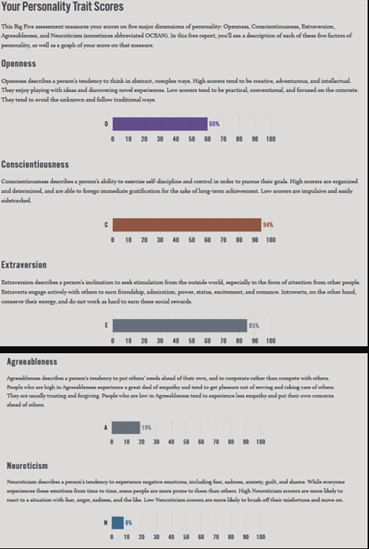 Your Personality Trait Scores
This Big Five assessment measures your scores on five major dimensions of personality: Openness, Conscientiousness, Extraversion,
Agreeableness, and Neuroticism (sometimes abbreviated OCEAN). In this free report, you'll see a description of each of these five factors of
personality, as well as a graph of your score on that measure.
Openness
Openness describes a person's tendency to think in abstract, complex ways. High scorers tend to be creative, adventurous, and intellectual.
They enjoy playing with ideas and discovering novel experiences. Low scorers tend to be practical, conventional, and focused on the concrete.
They tend to avoid the unknown and follow traditional ways.
O 60%
0 10 20 30 40 50 60 70 80 90 100
Conscientiousness
Conscientiousness describes a person's ability to exercise self-discipline and control in order to pursue their goals. High scorers are organized
and determined, and are able to forego immediate gratification for the sake of long-term achievement. Low scorers are impulsive and easily
sidetracked.
C 94%
0 10 20 30 40 50 60 70 80 90 100
Extraversion
Extraversion describes a person's inclination to seek stimulation from the outside world, especially in the form of attention from other people.
Extraverts engage actively with others to earn friendship, admiration, power, status, excitement, and romance. Introverts, on the other hand,
conserve their energy, and do not work as hard to earn these social rewards.
E 85%
0 10 20 30 40 50 60 70 80 90 100
Agreeableness
Agreeableness describes a person's tendency to put others' needs ahead of their own, and to cooperate rather than compete with others.
People who are high in Agreeableness experience a great deal of empathy and tend to get pleasure out of serving and taking care of others.
They are usually trusting and forgiving. People who are low in Agreeableness tend to experience less empathy and put their own concerns
ahead of others.
A 19%
0 10 20 30 40 50 60 70 80 90 100
Neuroticism
Neuroticism describes a person's tendency to experience negative emotions, including fear, sadness, anxiety, guilt, and shame. While everyone
experiences these emotions from time to time, some people are more prone to them than others. High Neuroticism scorers are more likely to
react to a situation with fear, anger, sadness, and the like. Low Neuroticism scorers are more likely to brush off their misfortune and move on.
N 8%
0 10 20 30 40 50 60 70 80 90 100